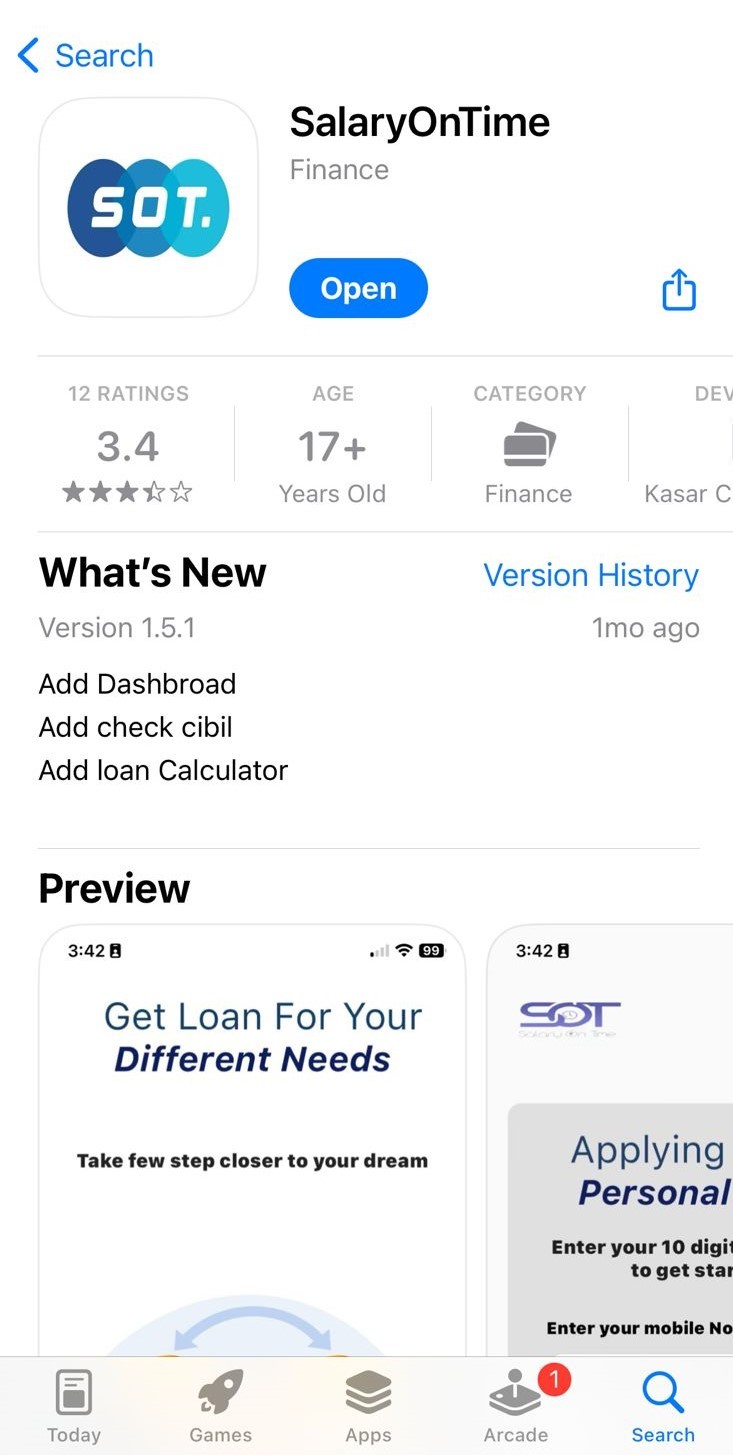 Search
SOT.
SalaryOnTime
Finance
Open
12 RATINGS
3.4
AGE
17+
Years Old
CATEGORY
Finance
DEV
Kasar C
What's New
Version History
Version 1.5.1
1mo ago
Add Dashbroad
Add check cibil
Add loan Calculator
Preview
3:42
99
Get Loan For Your
Different Needs
Take few step closer to your dream
3:42
SOT
Salary On Time
Applying
Personal
Enter your 10 digit
to get star
Enter your mobile No
Today
Games
Apps
Arcade
1
Search